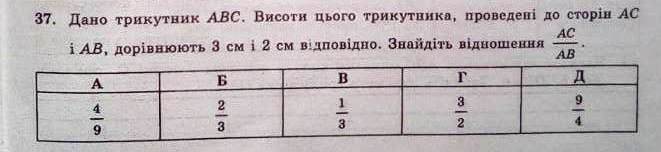 37. Дано трикутник ABC. Висоти цього трикутника, проведені до сторін AC
і AB, дорівнюють 3 см і 2 см відповідно. Знайдіть відношення AC/AB.
А Б В Г Д
4/9 2/3 1/3 3/2 9/4